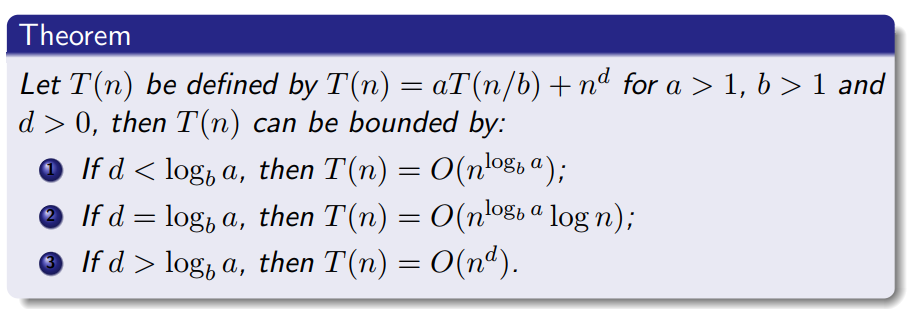 Theorem
Let T(n) be defined by T(n) = aT(n/b) + n^d for a > 1, b > 1 and
d > 0, then T(n) can be bounded by:
1 If d < log_b a, then T(n) = O(n^{log_b a});
2 If d = log_b a, then T(n) = O(n^{log_b a} log n);
3 If d > log_b a, then T(n) = O(n^d).